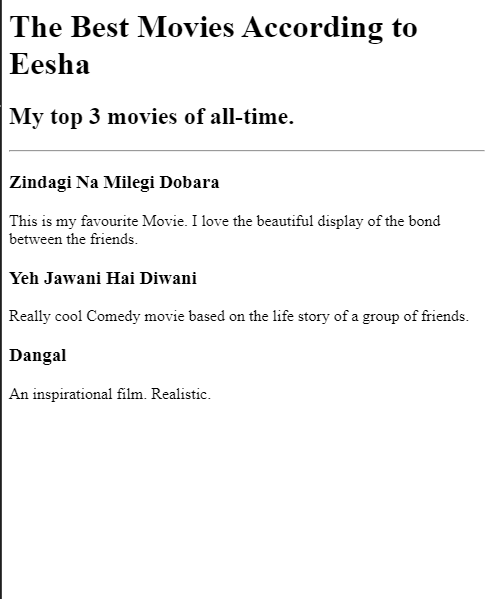 The Best Movies According to
Eesha
My top 3 movies of all-time.
Zindagi Na Milegi Dobara
This is my favourite Movie. I love the beautiful display of the bond
between the friends.
Yeh Jawani Hai Diwani
Really cool Comedy movie based on the life story of a group of friends.
Dangal
An inspirational film. Realistic.